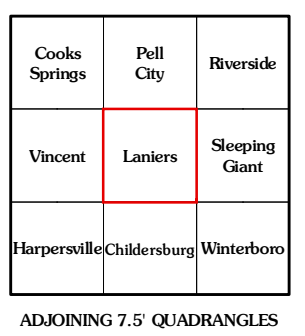 Cooks
Springs
Pell
City
Riverside
Vincent
Laniers
Sleeping
Giant
Harpersville
Childersburg
Winterboro
ADJOINING 7.5' QUADRANGLES